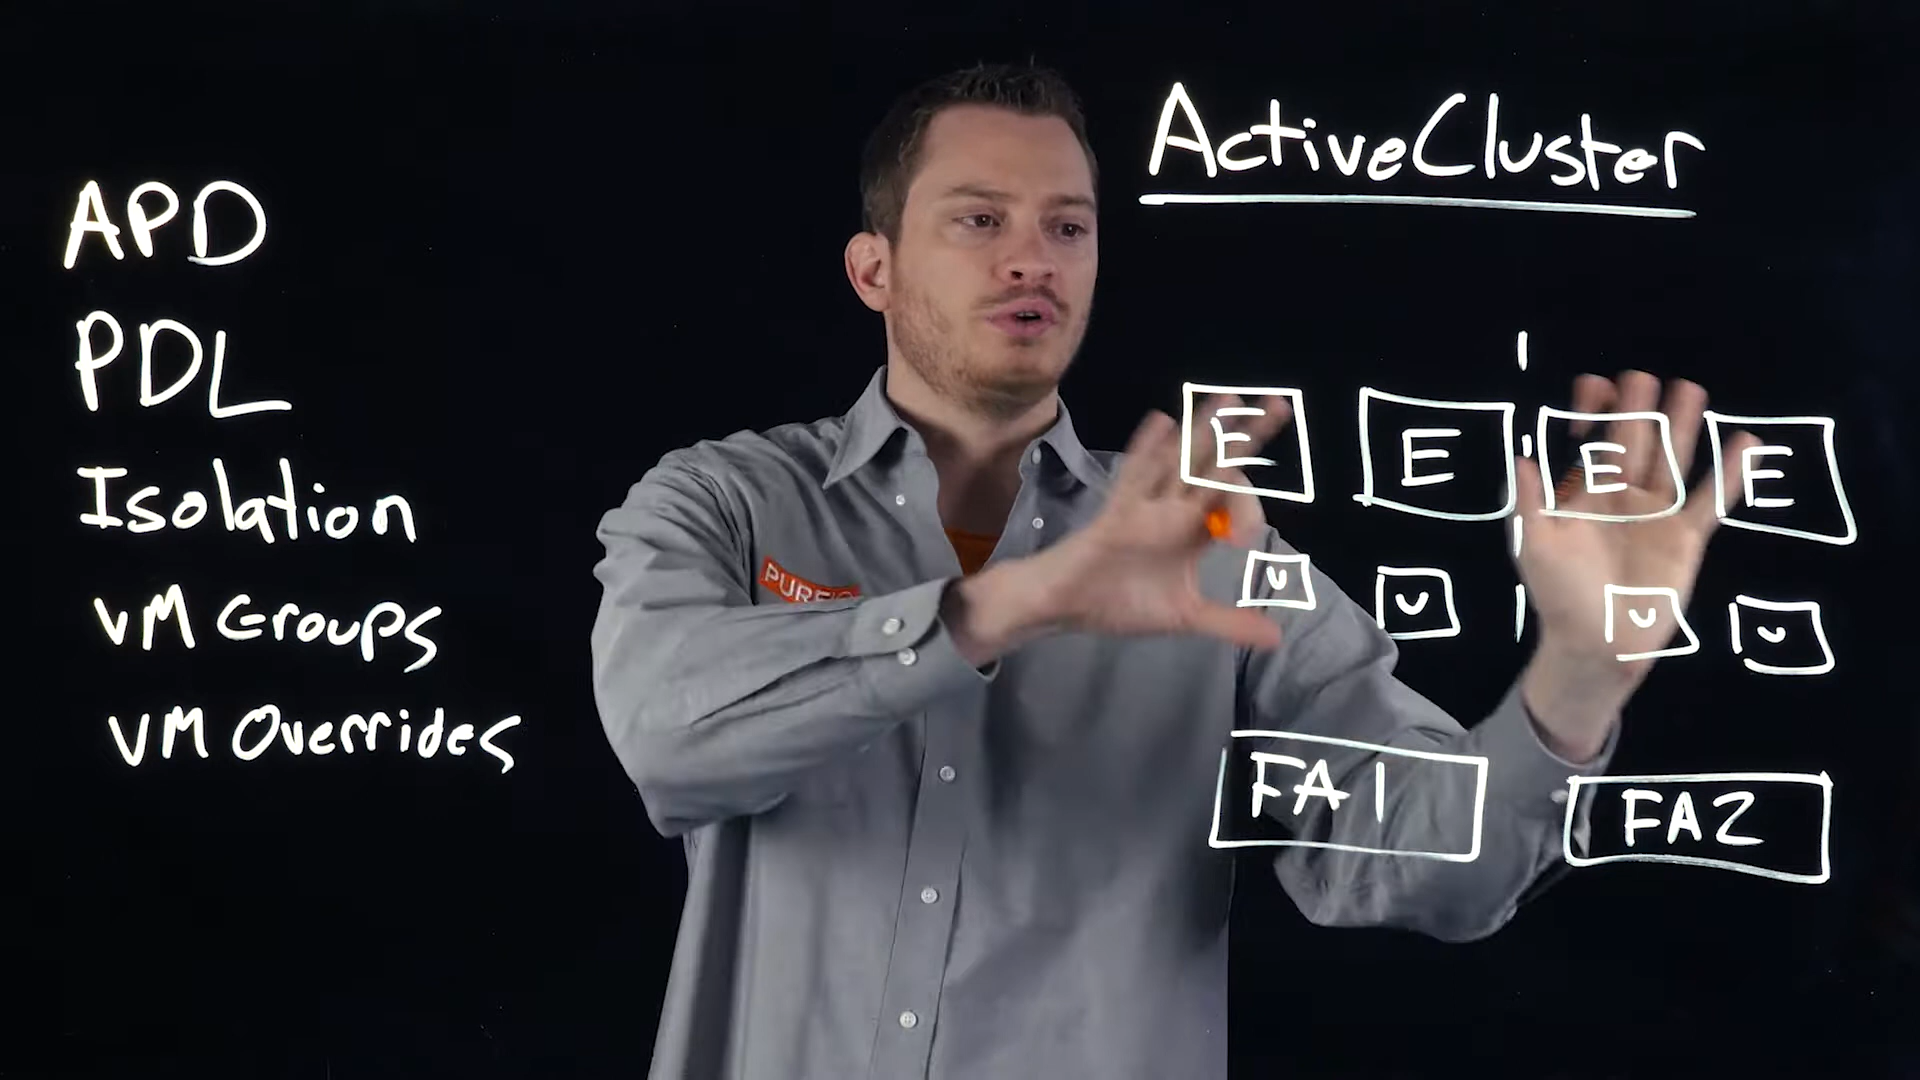 ActiveCluster
APD
PDL
Isolation
VM Groups
VM Overrides
E E E E
V V V V
FA1 FA2